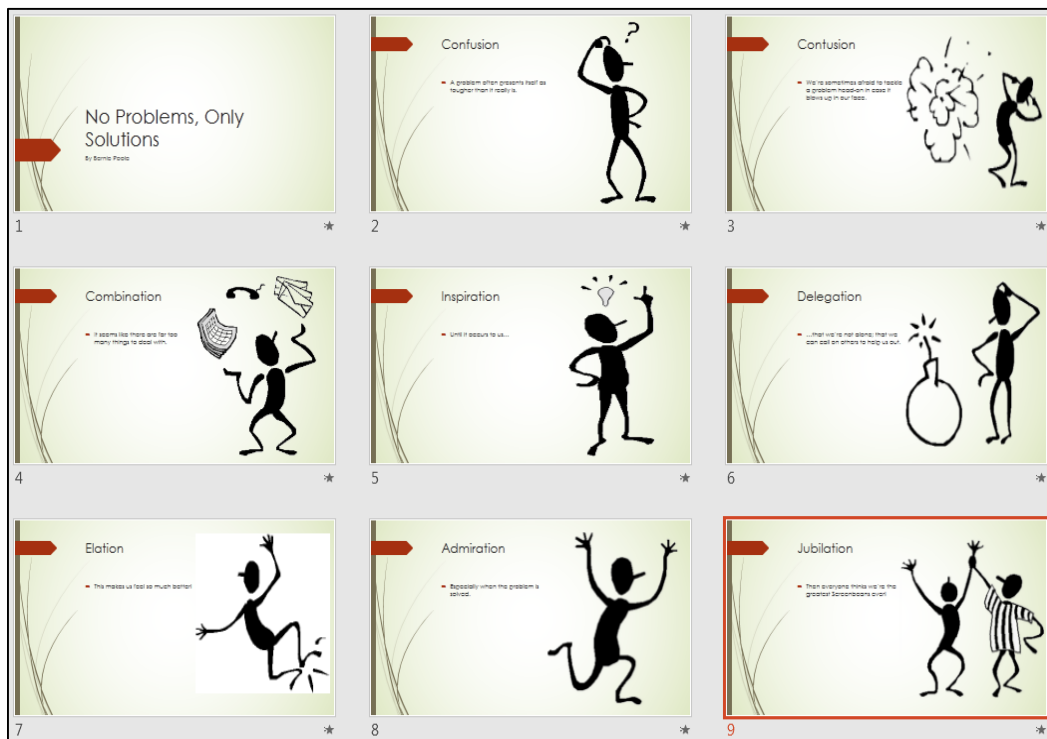 No Problems, Only
Solutions
By Barnie Poolo
1
Confusion
?
A problem often presents itself as
tougher than it really is.
2
Contusion
We're sometimes afraid to tackle
a problem head-on in case it
blows up in our face.
3
Combination
It seems like there are far too
many things to deal with.
4
Inspiration
Until it occurs to us...
5
Delegation
...that we're not alone; that we
can call on others to help us out.
6
Elation
This makes us feel so much better!
7
Admiration
Especially when the problem is
solved.
8
Jubilation
Then everyone thinks we're the
greatest Screenbeans ever!
9